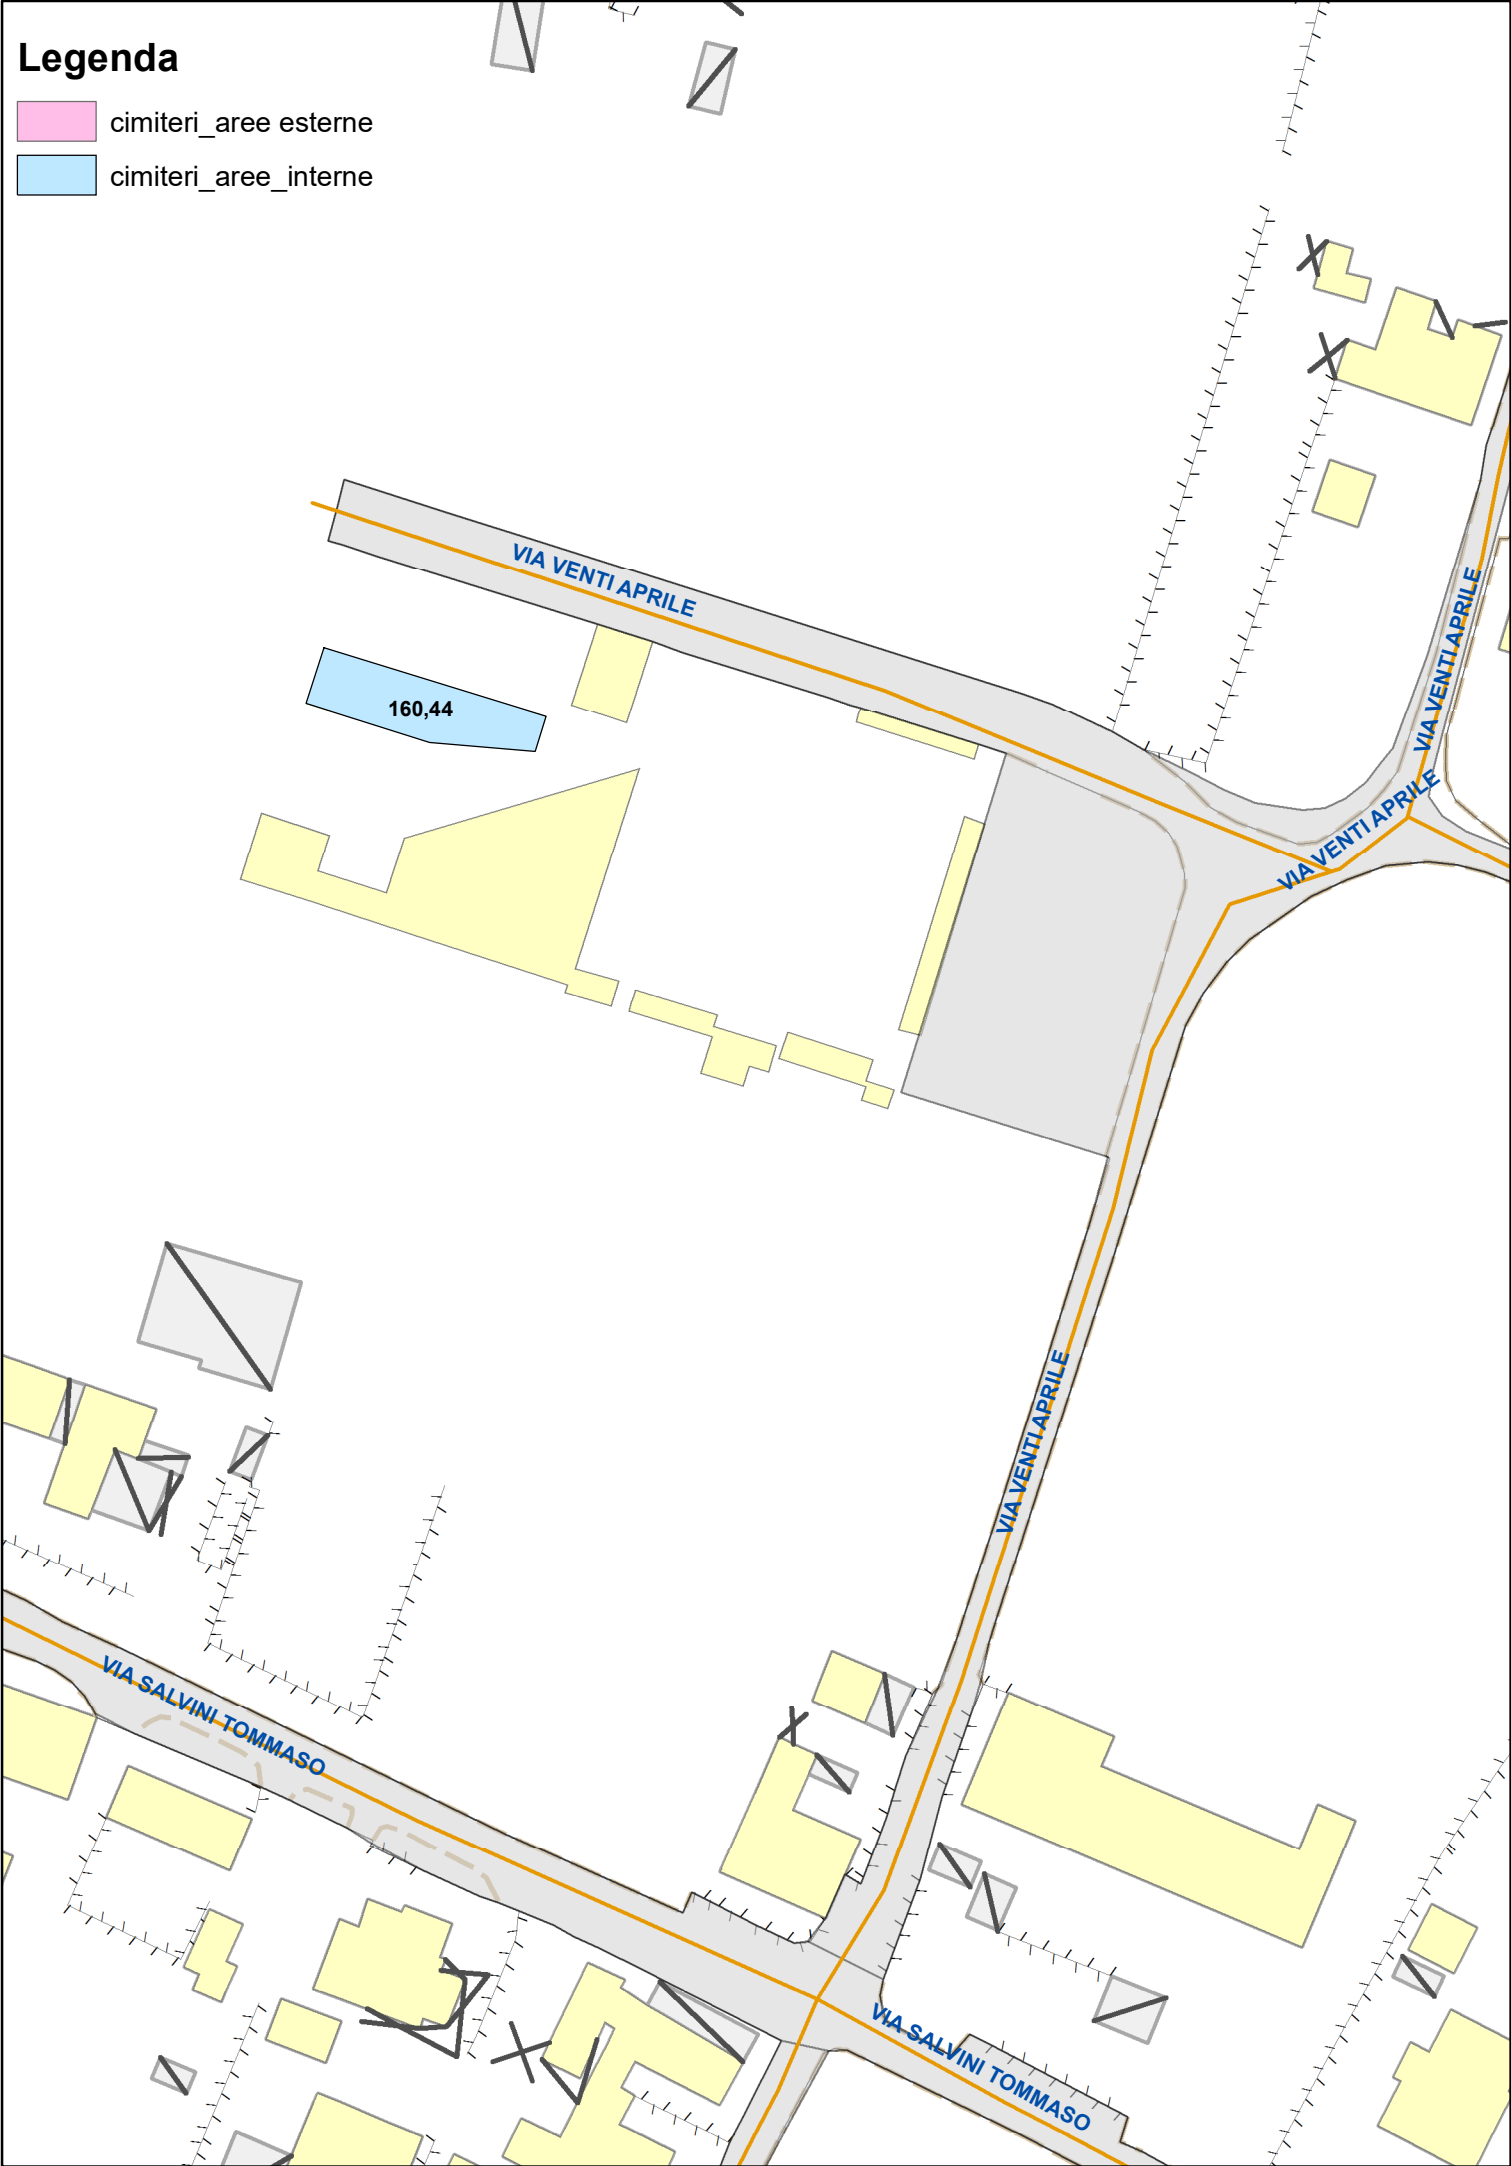 Legenda
cimiteri_aree esterne
cimiteri_aree_interne
VIA VENTI APRILE
VIA VENTI APRILE
160,44
VIA VENTI APRILE
VIA VENTI APRILE
VIA SALVINI TOMMASO
VIA SALVINI TOMMASO